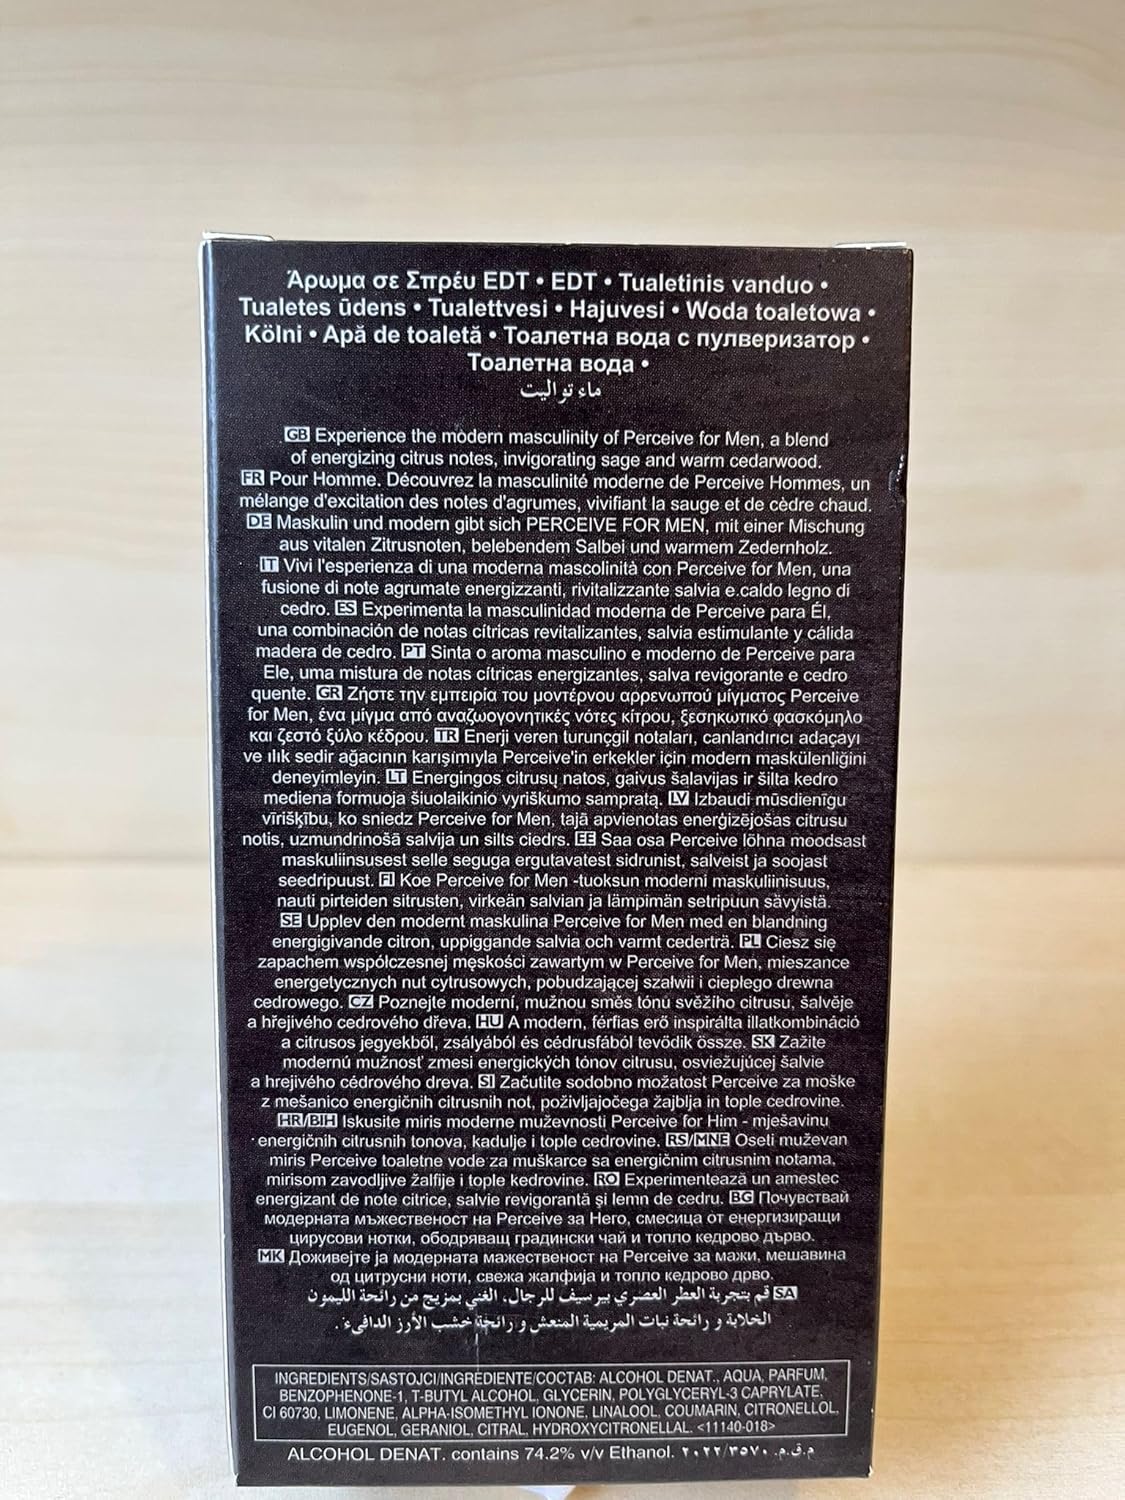 Άρωμα σε Σπρέυ EDT • EDT • Tualetinis vanduo •
Tualetes ūdens • Tualettvesi • Hajuvesi • Woda toaletowa •
Kölni • Apă de toaletă • Тоалетна вода с пулверизатор •
Тоалетна вода •
ماء تواليت
GB Experience the modern masculinity of Perceive for Men, a blend
of energizing citrus notes, invigorating sage and warm cedarwood.
FR Pour Homme. Découvrez la masculinité moderne de Perceive Hommes, un
mélange d'excitation des notes d'agrumes, vivifiant la sauge et de cèdre chaud.
DE Maskulin und modern gibt sich PERCEIVE FOR MEN, mit einer Mischung
aus vitalen Zitrusnoten, belebendem Salbei und warmem Zedernholz.
IT Vivi l'esperienza di una moderna mascolinità con Perceive for Men, una
fusione di note agrumate energizzanti, rivitalizzante salvia e caldo legno di
cedro. ES Experimenta la masculinidad moderna de Perceive para Él,
una combinación de notas cítricas revitalizantes, salvia estimulante y cálida
madera de cedro. PT Sinta o aroma masculino e moderno de Perceive para
Ele, uma mistura de notas cítricas energizantes, salva revigorante e cedro
quente. GR Ζήστε την εμπειρία του μοντέρνου αρρενωπού μίγματος Perceive
for Men, ένα μίγμα από αναζωογονητικές νότες κίτρου, ξεσηκωτικό φασκόμηλο
και ζεστό ξύλο κέδρου. TR Enerji veren turunçgil notaları, canlandırıcı adaçayı
ve ılık sedir ağacının karışımıyla Perceive'in erkekler için modern maskülenliğini
deneyimleyin. LT Energingos citrusų natos, gaivus šalavijas ir šilta kedro
mediena formuoja šiuolaikinio vyriškumo sampratą. LV Izbaudi mūsdienīgu
vīrišķību, ko sniedz Perceive for Men, tajā apvienotas enerģizējošas citrusu
notis, uzmundrinošā salvija un silts ciedrs. EE Saa osa Perceive lõhna moodsast
maskuliinsusest selle seguga ergutavatest sidrunist, salveist ja soojast
seedripuust. FI Koe Perceive for Men -tuoksun moderni maskuliinisuus,
nauti pirteiden sitrusten, virkeän salvian ja lämpimän setripuun sävyistä.
SE Upplev den modernt maskulina Perceive for Men med en blandning
energigivande citron, uppiggande salvia och varmt cederträ. PL Ciesz się
zapachem współczesnej męskości zawartym w Perceive for Men, mieszance
energetycznych nut cytrusowych, pobudzającej szałwii i ciepłego drewna
cedrowego. CZ Poznejte moderní, mužnou směs tónu svěžího citrusu, šalvěje
a hřejivého cedrového dřeva. HU A modern, férfias erő inspirálta illatkombináció
a citrusos jegyekből, zsályából és cédrusfából tevődik össze. SK Zažite
modernú mužnosť zmesi energických tónov citrusu, osviežujúcej šalvie
a hrejivého cédrového dreva. SI Začutite sodobno možatost Perceive za moške
z mešanico energičnih citrusnih not, poživljajočega žajblja in tople cedrovine.
HR/BIH Iskusite miris moderne muževnosti Perceive for Him - mješavinu
energičnih citrusnih tonova, kadulje i tople cedrovine. RS/MNE Oseti muževan
miris Perceive toaletne vode za muškarce sa energičnim citrusnim notama,
mirisom zavodljive žalfije i tople kedrovine. RO Experimentează un amestec
energizant de note citrice, salvie revigorantă și lemn de cedru. BG Почувствай
модерната мъжественост на Perceive за Него, смесица от енергизиращи
цирусови нотки, ободряващ градински чай и топло кедрово дърво.
MK Доживејте ја модерната мажественост на Perceive за мажи, мешавина
од цитрусни ноти, свежа жалфија и топло кедрово дрво.
SA قم بتجربة العطر العصري بيرسيف للرجال. الغني بمزيج من رائحة الليمون
الخلابة و رائحة نبات المريمية المنعش و رائحة خشب الأرز الدافىء .
INGREDIENTS/SASTOJCI/INGREDIENTE/СОСТАВ: ALCOHOL DENAT., AQUA, PARFUM,
BENZOPHENONE-1, T-BUTYL ALCOHOL, GLYCERIN, POLYGLYCERYL-3 CAPRYLATE,
CI 60730, LIMONENE, ALPHA-ISOMETHYL IONONE, LINALOOL, COUMARIN, CITRONELLOL,
EUGENOL, GERANIOL, CITRAL, HYDROXYCITRONELLAL. <11140-018>
ALCOHOL DENAT. contains 74.2% v/v Ethanol. م.ق.م. ٢٠٢٢/٣٥٧٠